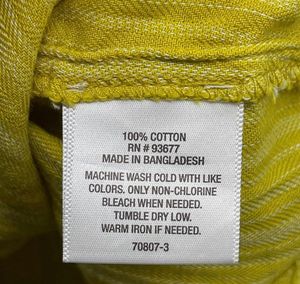 100% COTTON
RN # 93677
MADE IN BANGLADESH
MACHINE WASH COLD WITH LIKE
COLORS. ONLY NON-CHLORINE
BLEACH WHEN NEEDED.
TUMBLE DRY LOW.
WARM IRON IF NEEDED.
70807-3